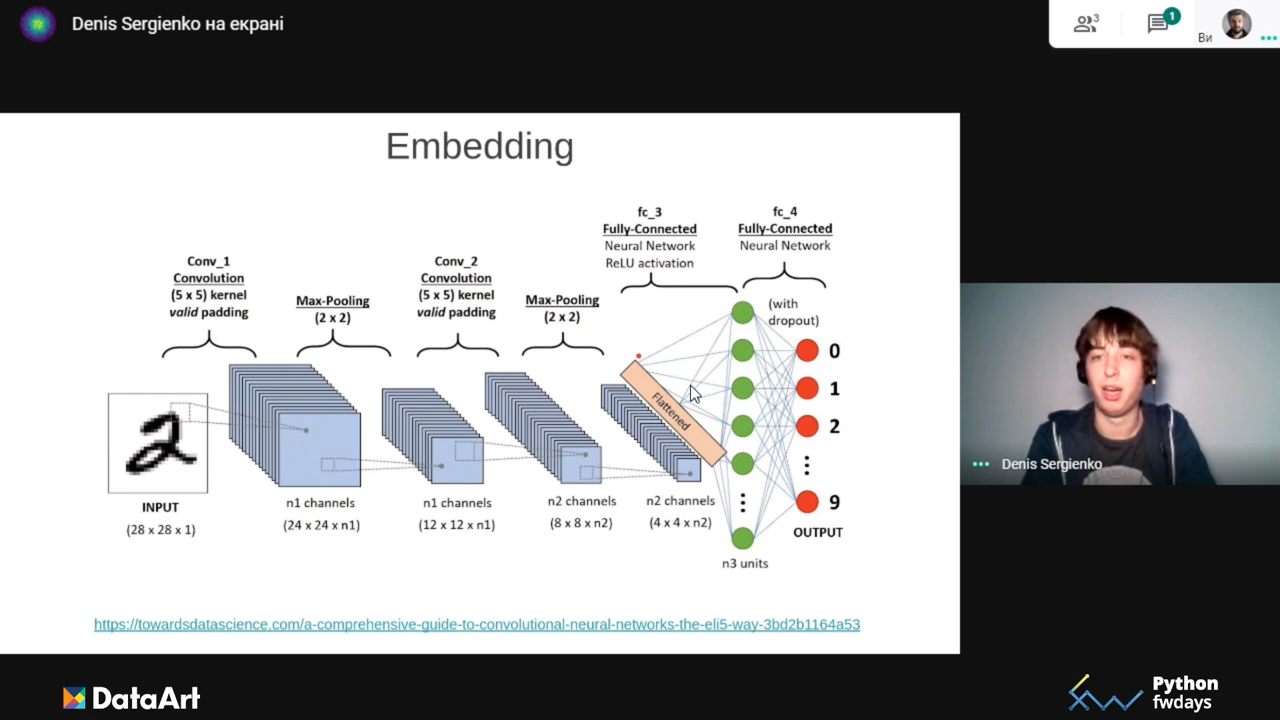 Denis Sergienko на екрані
3
1
Ви
Embedding
fc_3
Fully-Connected
Neural Network
ReLU activation
fc_4
Fully-Connected
Neural Network
Conv_1
Convolution
(5 x 5) kernel
valid padding
Max-Pooling
(2 x 2)
Conv_2
Convolution
(5 x 5) kernel
valid padding
Max-Pooling
(2 x 2)
(with
dropout)
2
Flattened
0
1
2
9
INPUT
(28 x 28 x 1)
n1 channels
(24 x 24 x n1)
n1 channels
(12 x 12 x n1)
n2 channels
(8 x 8 x n2)
n2 channels
(4 x 4 x n2)
OUTPUT
n3 units
https://towardsdatascience.com/a-comprehensive-guide-to-convolutional-neural-networks-the-eli5-way-3bd2b1164a53
Denis Sergienko
DataArt
Python
fwdays